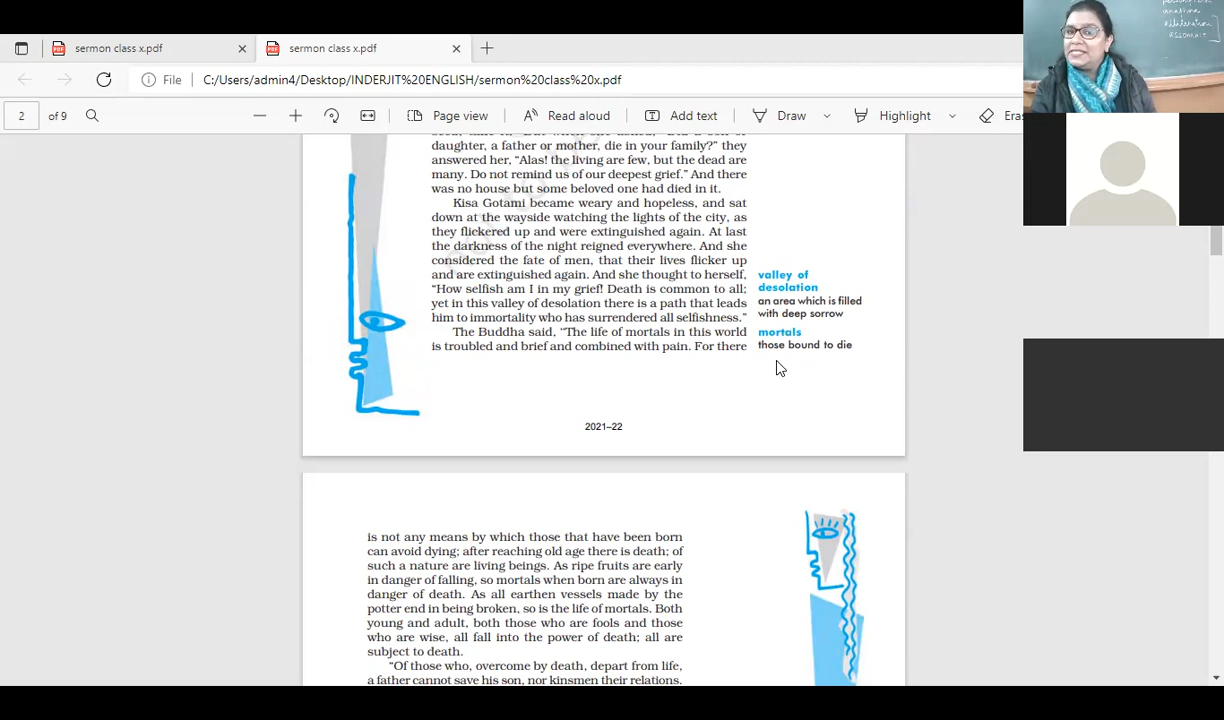 sermon class x.pdf
sermon class x.pdf
File
C:/Users/admin4/Desktop/INDERJIT%20ENGLISH/sermon%20class%20x.pdf
2 of 9
Page view
Read aloud
Add text
Draw
Highlight
Eras
daughter, a father or mother, die in your family?” they
answered her, “Alas! the living are few, but the dead are
many. Do not remind us of our deepest grief.” And there
was no house but some beloved one had died in it.
Kisa Gotami became weary and hopeless, and sat
down at the wayside watching the lights of the city, as
they flickered up and were extinguished again. At last
the darkness of the night reigned everywhere. And she
considered the fate of men, that their lives flicker up
and are extinguished again. And she thought to herself,
“How selfish am I in my grief! Death is common to all;
yet in this valley of desolation there is a path that leads
him to immortality who has surrendered all selfishness.”
The Buddha said, “The life of mortals in this world
is troubled and brief and combined with pain. For there
valley of
desolation
an area which is filled
with deep sorrow
mortals
those bound to die
2021–22
is not any means by which those that have been born
can avoid dying; after reaching old age there is death; of
such a nature are living beings. As ripe fruits are early
in danger of falling, so mortals when born are always in
danger of death. As all earthen vessels made by the
potter end in being broken, so is the life of mortals. Both
young and adult, both those who are fools and those
who are wise, all fall into the power of death; all are
subject to death.
“Of those who, overcome by death, depart from life,
a father cannot save his son, nor kinsmen their relations.